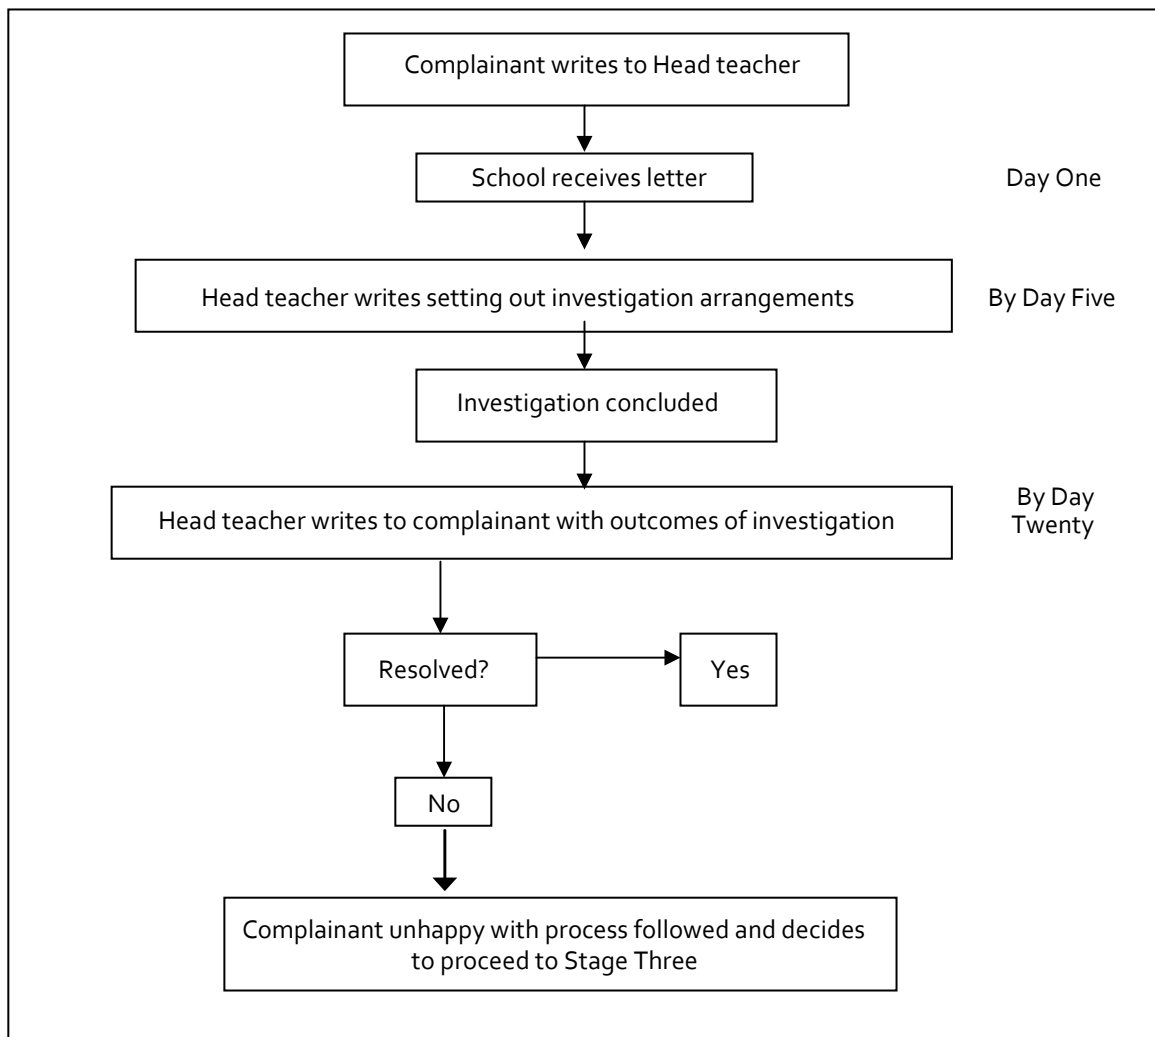 Complainant writes to Head teacher
School receives letter
Day One
Head teacher writes setting out investigation arrangements
By Day Five
Investigation concluded
By Day
Twenty
Head teacher writes to complainant with outcomes of investigation
Resolved?
Yes
No
Complainant unhappy with process followed and decides
to proceed to Stage Three